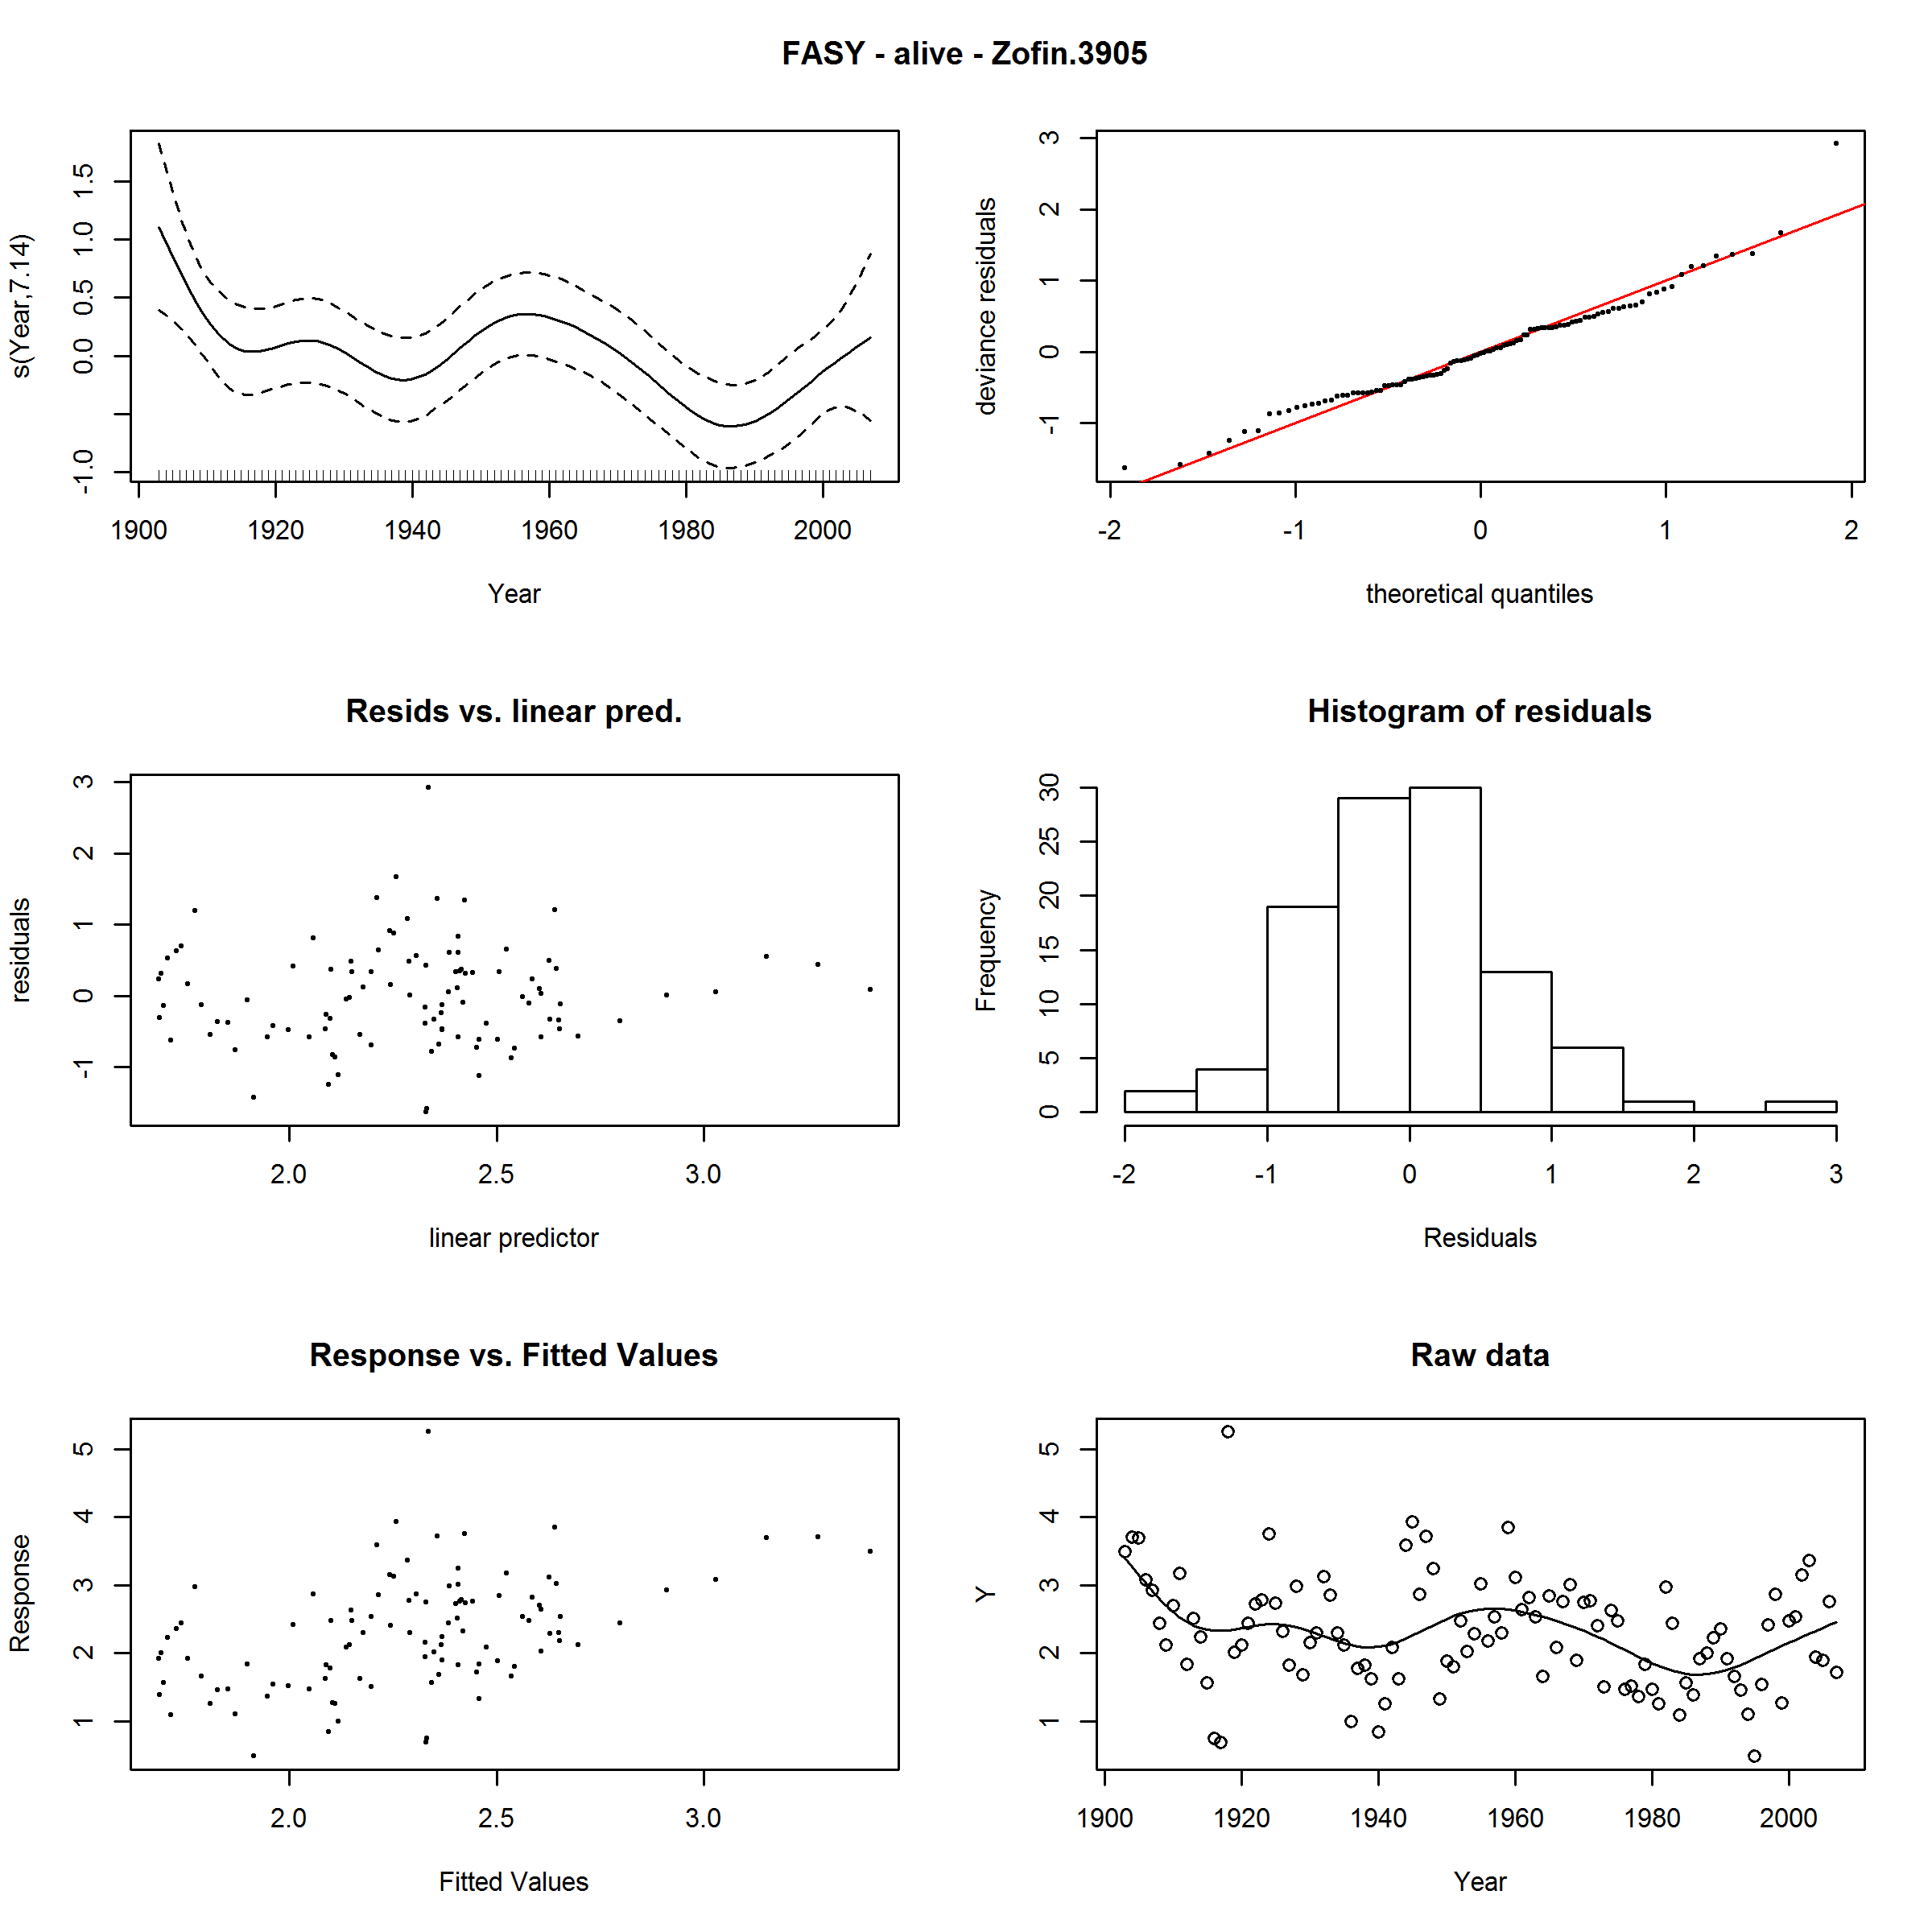 FASY - alive - Zofin.3905
s(Year,7.14)
-1.0 0.0 0.5 1.0 1.5
1900 1920 1940 1960 1980 2000
Year
deviance residuals
-1 0 1 2 3
-2 -1 0 1 2
theoretical quantiles
Resids vs. linear pred.
residuals
-1 0 1 2 3
2.0 2.5 3.0
linear predictor
Histogram of residuals
Frequency
0 5 10 15 20 25 30
-2 -1 0 1 2 3
Residuals
Response vs. Fitted Values
Response
1 2 3 4 5
2.0 2.5 3.0
Fitted Values
Raw data
Y
1 2 3 4 5
1900 1920 1940 1960 1980 2000
Year